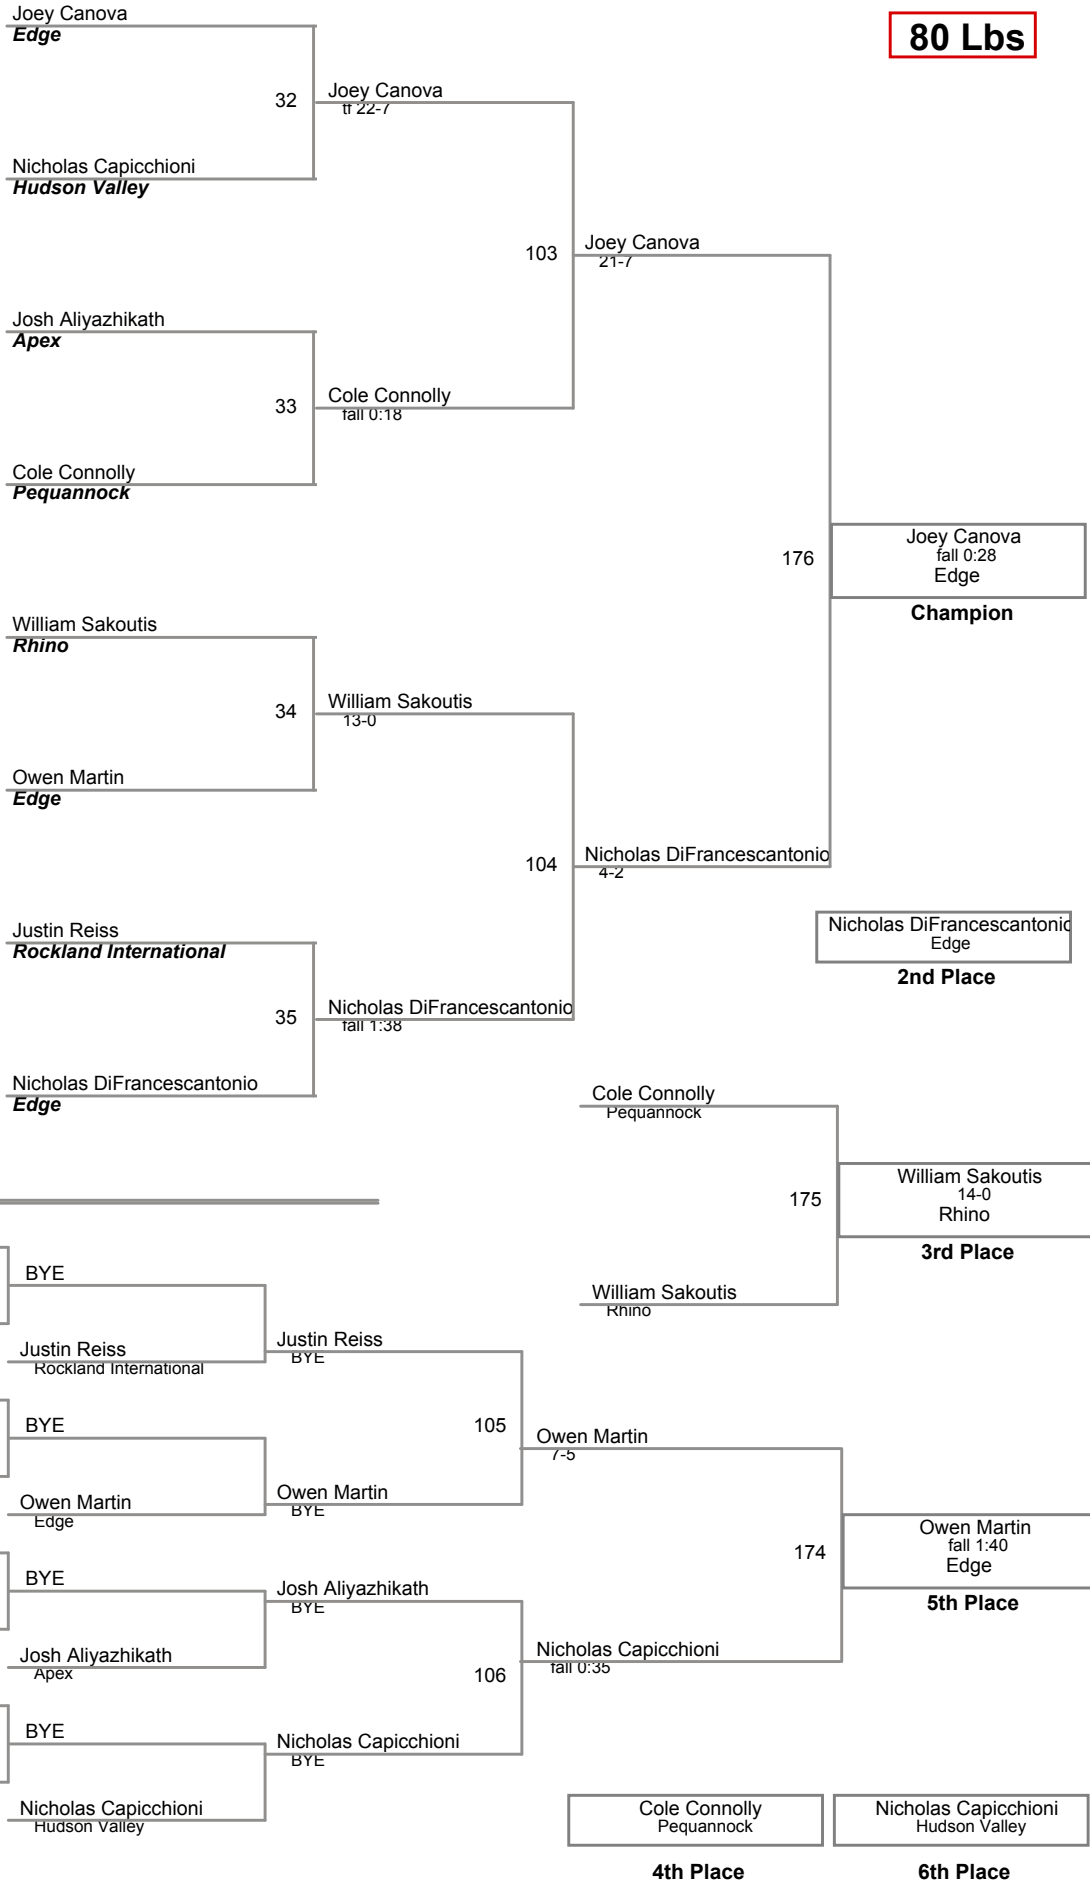 80 Lbs
Joey Canova
Edge
32
Joey Canova
tf 22-7
Nicholas Capicchioni
Hudson Valley
103
Joey Canova
21-7
Josh Aliyazhikath
Apex
33
Cole Connolly
fall 0:18
Cole Connolly
Pequannock
176
Joey Canova
fall 0:28
Edge
Champion
William Sakoutis
Rhino
34
William Sakoutis
13-0
Owen Martin
Edge
104
Nicholas DiFrancescantonio
4-2
Justin Reiss
Rockland International
Nicholas DiFrancescantonio
Edge
2nd Place
35
Nicholas DiFrancescantonio
fall 1:38
Nicholas DiFrancescantonio
Edge
Cole Connolly
Pequannock
175
William Sakoutis
14-0
Rhino
3rd Place
William Sakoutis
Rhino
BYE
Justin Reiss
Rockland International
Justin Reiss
BYE
BYE
105
Owen Martin
7-5
Owen Martin
Edge
Owen Martin
BYE
174
Owen Martin
fall 1:40
Edge
5th Place
BYE
Josh Aliyazhikath
BYE
Josh Aliyazhikath
Apex
106
Nicholas Capicchioni
fall 0:35
BYE
Nicholas Capicchioni
BYE
Nicholas Capicchioni
Hudson Valley
Cole Connolly
Pequannock
4th Place
Nicholas Capicchioni
Hudson Valley
6th Place